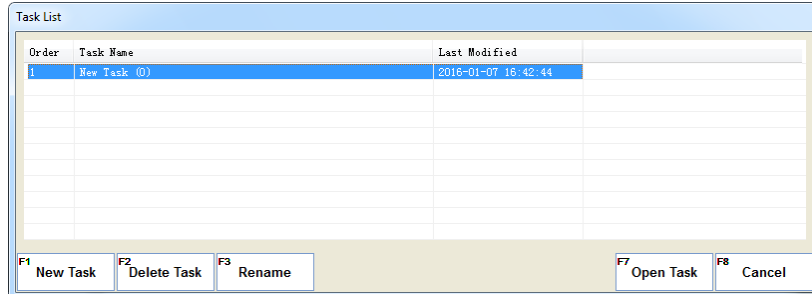 Task List
Order Task Name Last Modified
1 New Task (0) 2016-01-07 16:42:44
F1 New Task F2 Delete Task F3 Rename F7 Open Task F8 Cancel